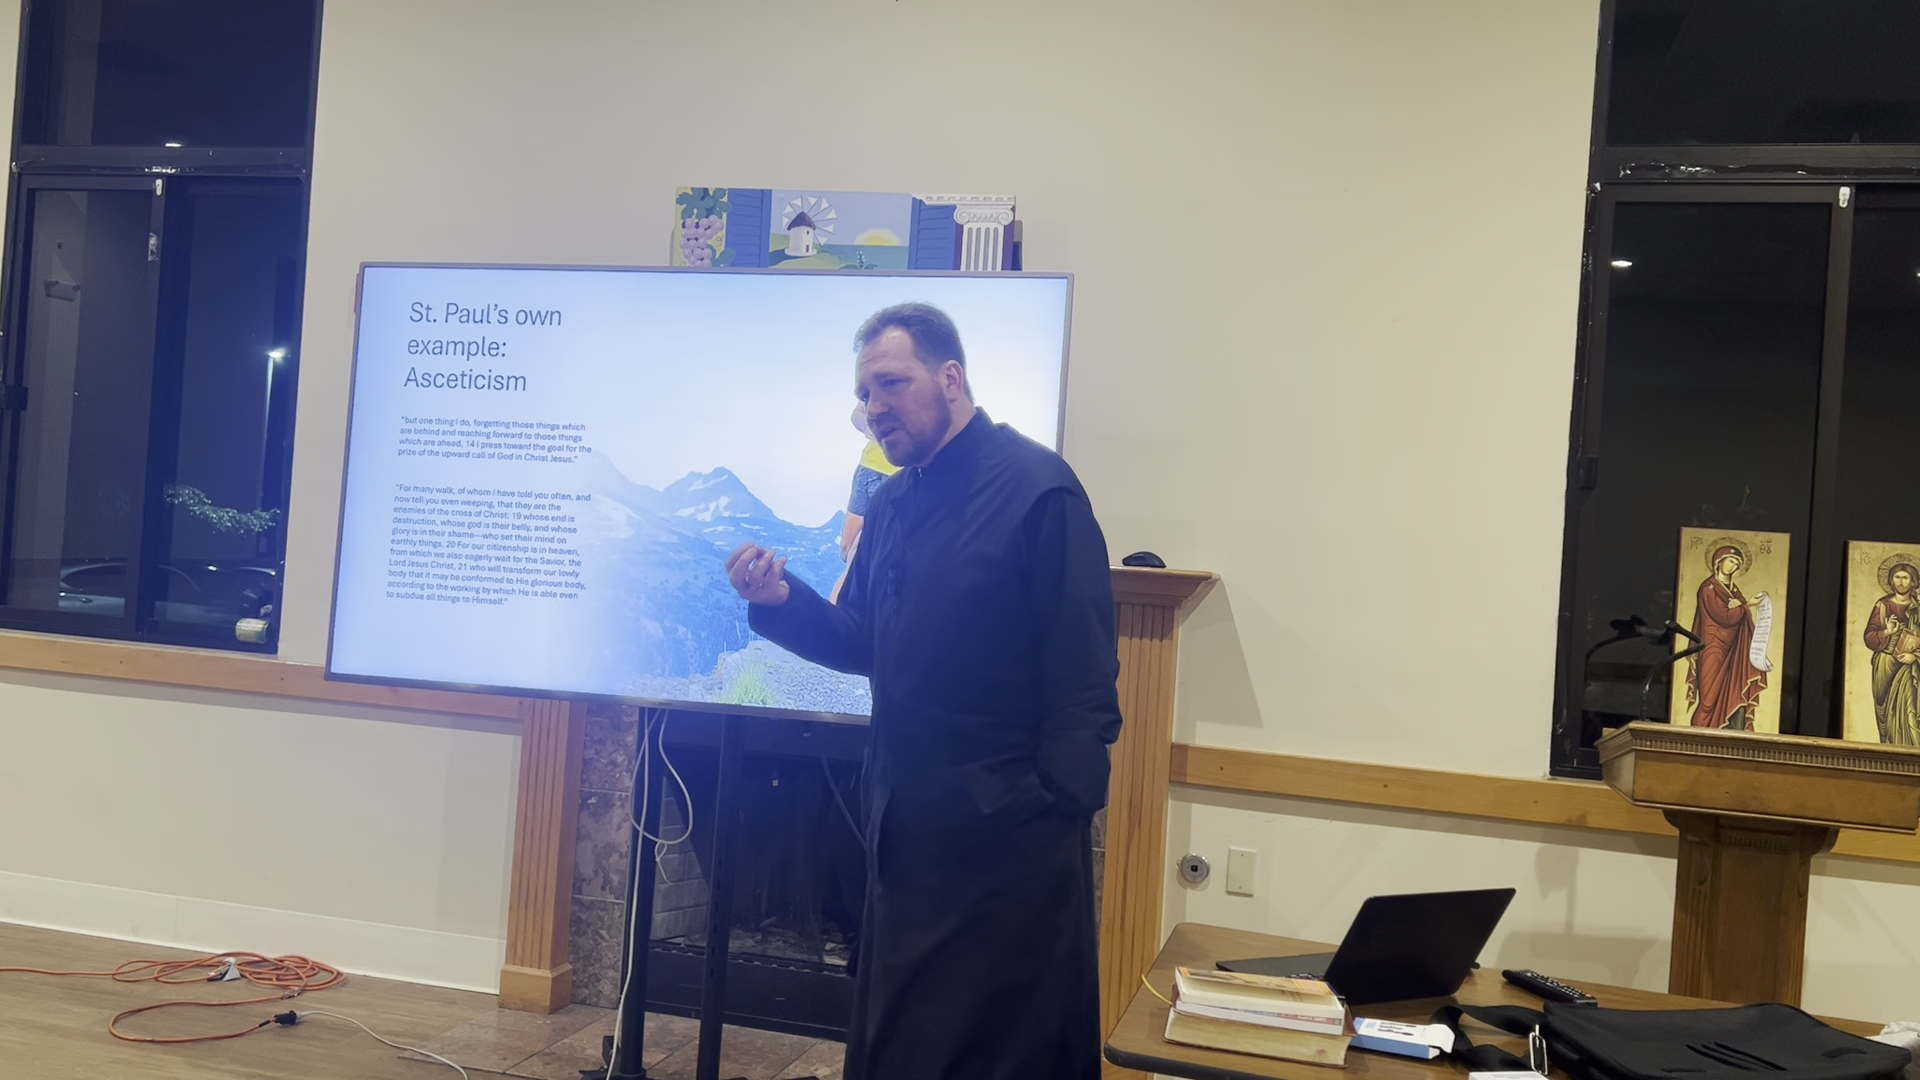 St. Paul's own
example:
Asceticism
"but one thing I do, forgetting those things which
are behind and reaching forward to those things
which are ahead, 14 I press toward the goal for the
prize of the upward call of God in Christ Jesus."
"For many walk, of whom I have told you often, and
now tell you even weeping, that they are the
enemies of the cross of Christ: 19 whose end is
destruction, whose god is their belly, and whose
glory is in their shame—who set their mind on
earthly things. 20 For our citizenship is in heaven,
from which we also eagerly wait for the Savior, the
Lord Jesus Christ, 21 who will transform our lowly
body that it may be conformed to His glorious body,
according to the working by which He is able even
to subdue all things to Himself."